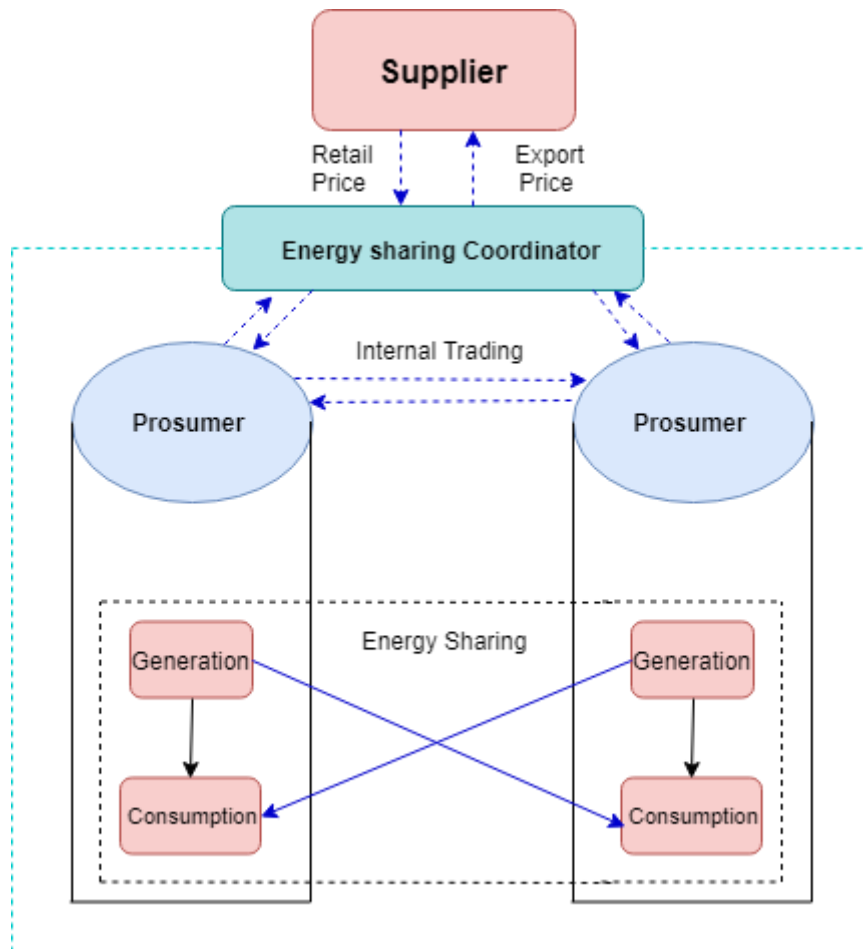 Supplier
Retail
Price
Export
Price
Energy sharing Coordinator
Internal Trading
Prosumer
Prosumer
Energy Sharing
Generation
Generation
Consumption
Consumption